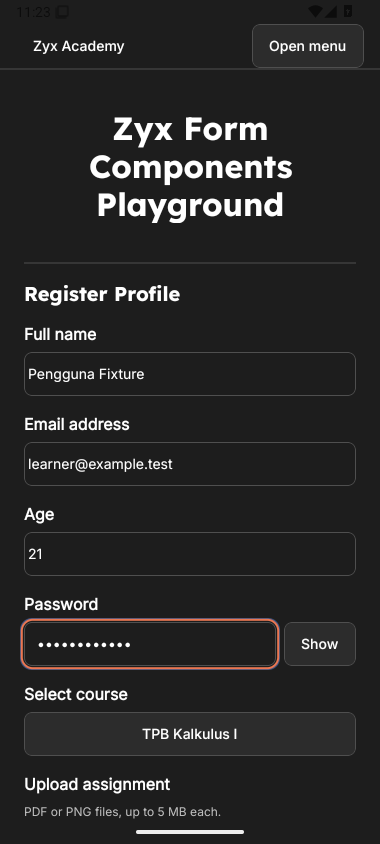 11:23
Zyx Academy
Open menu
Zyx Form
Components
Playground
Register Profile
Full name
Pengguna Fixture
Email address
learner@example.test
Age
21
Password
••••••••••••
Show
Select course
TPB Kalkulus I
Upload assignment
PDF or PNG files, up to 5 MB each.